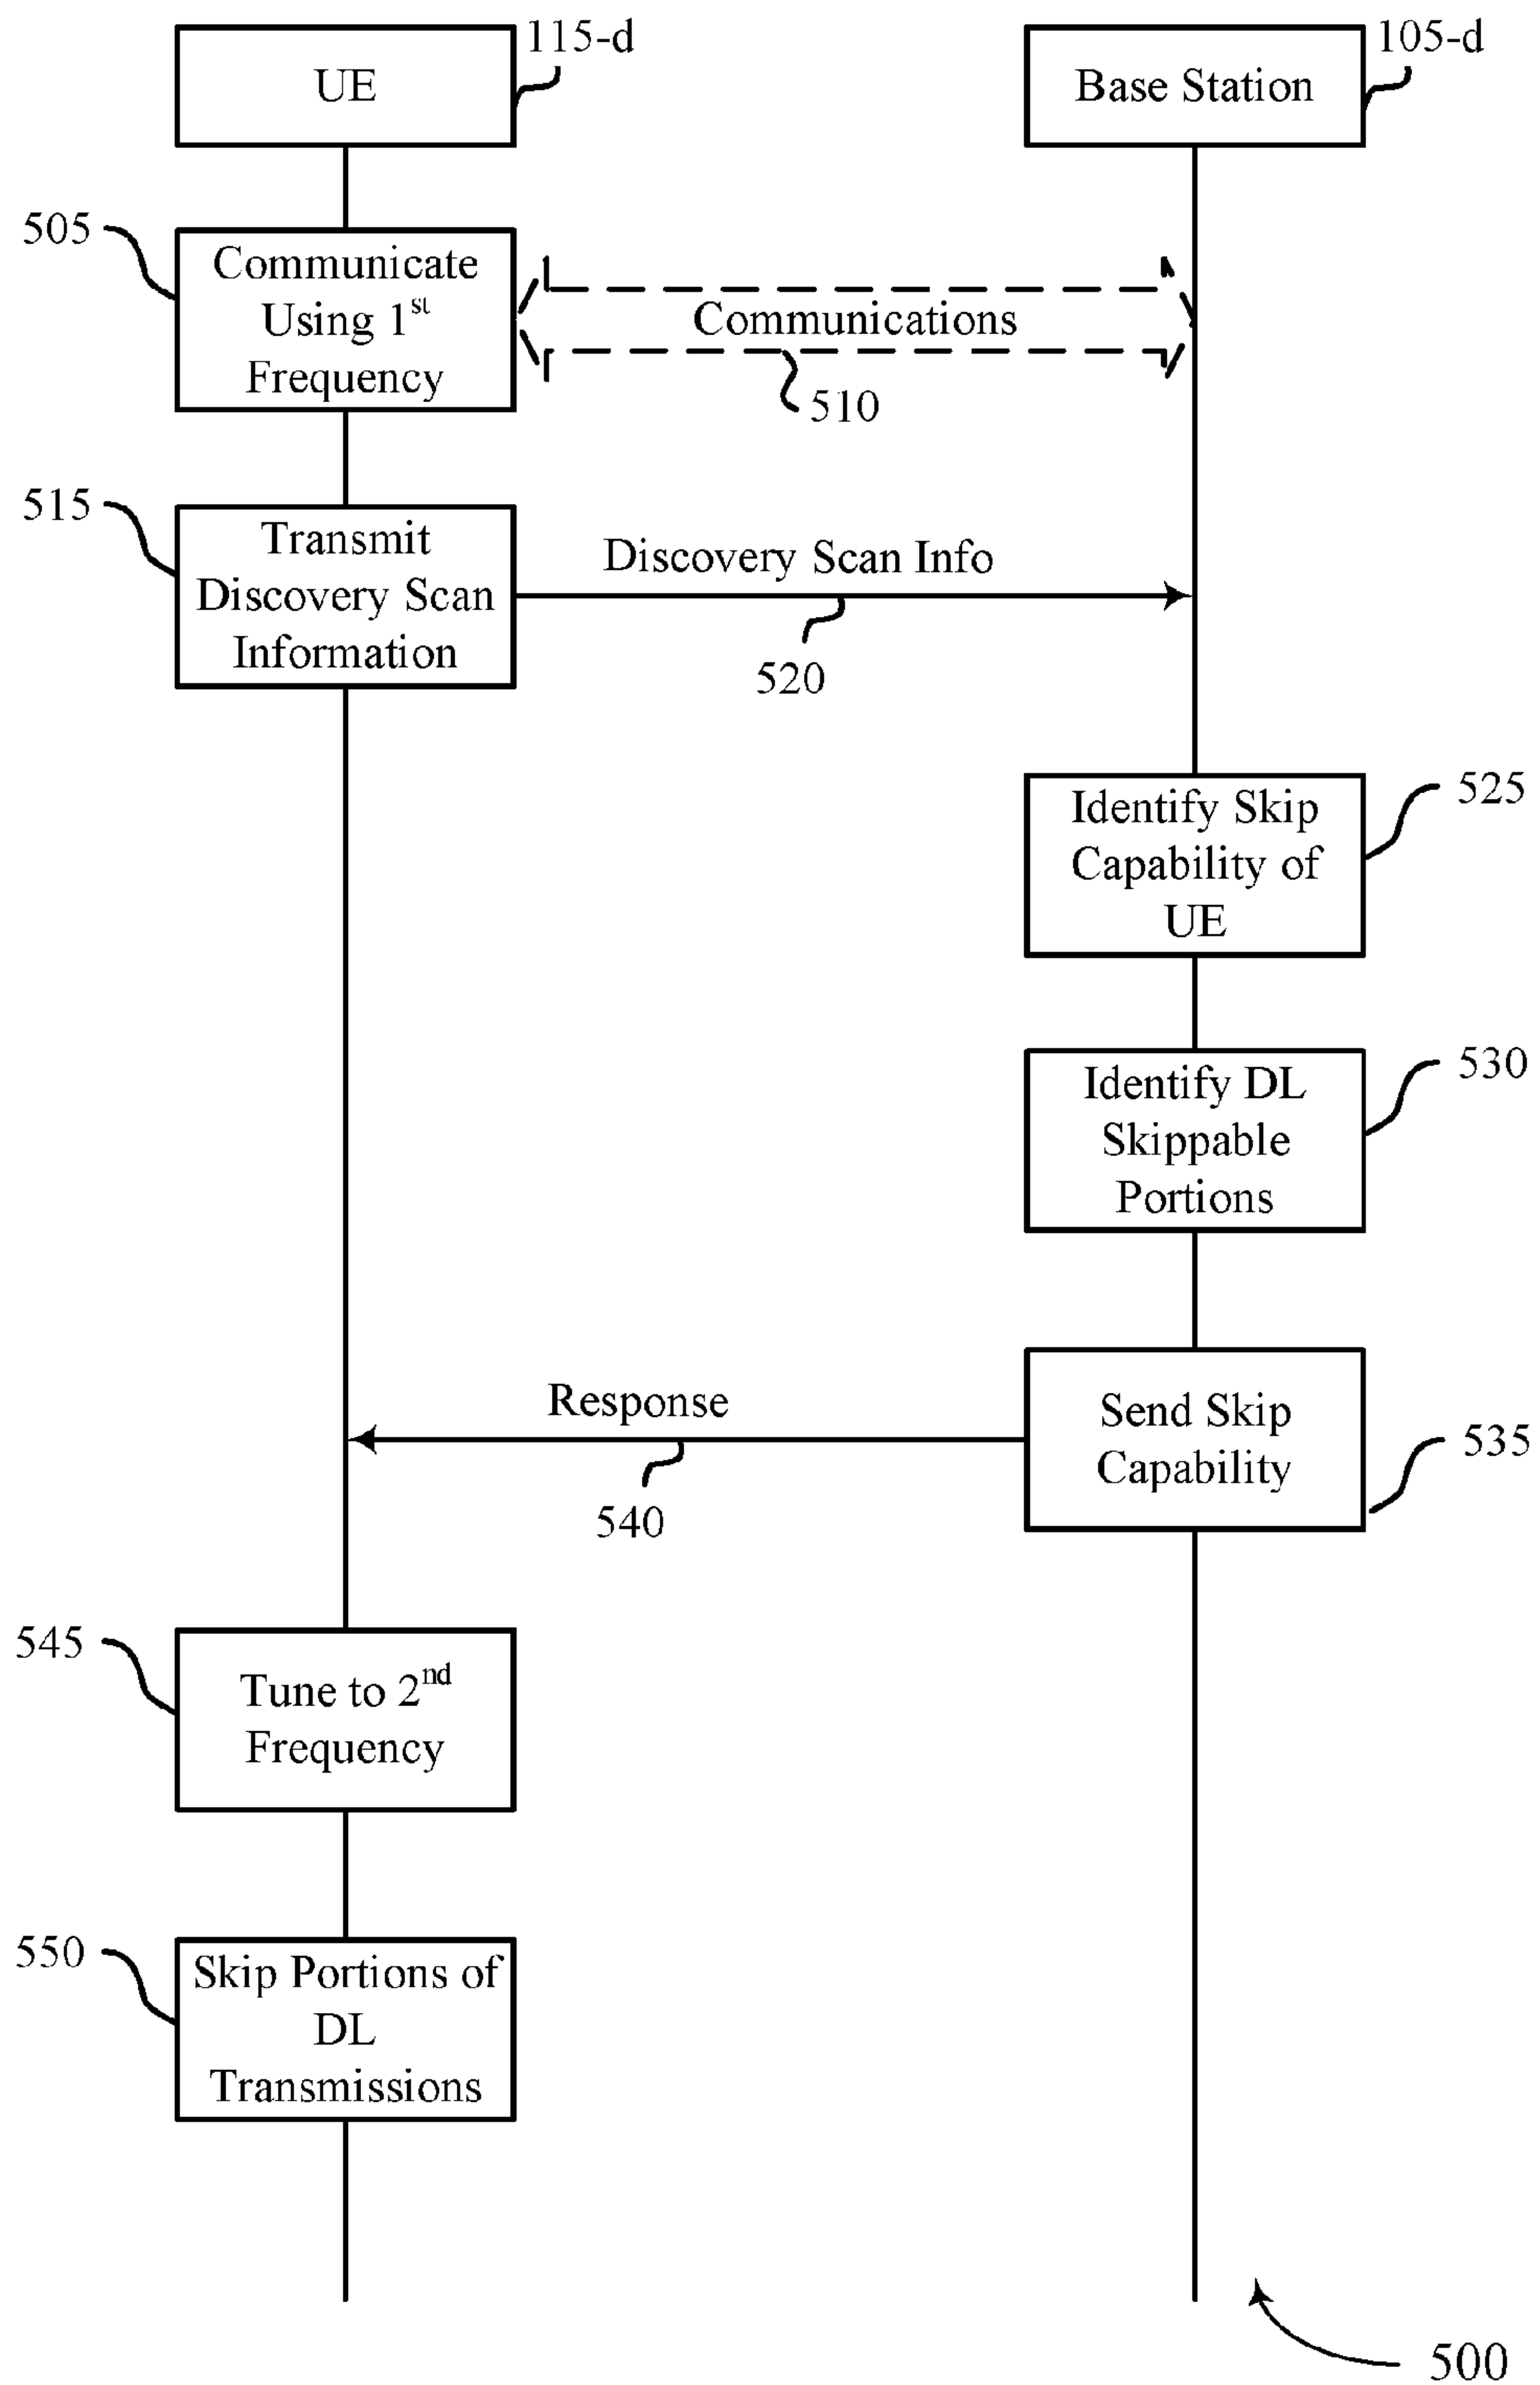 115-d
105-d
UE
Base Station
505
Communicate
Using 1st
Frequency
Communications
510
515
Transmit
Discovery Scan
Information
Discovery Scan Info
520
525
Identify Skip
Capability of
UE
530
Identify DL
Skippable
Portions
Response
540
Send Skip
Capability
535
545
Tune to 2nd
Frequency
550
Skip Portions of
DL
Transmissions
500